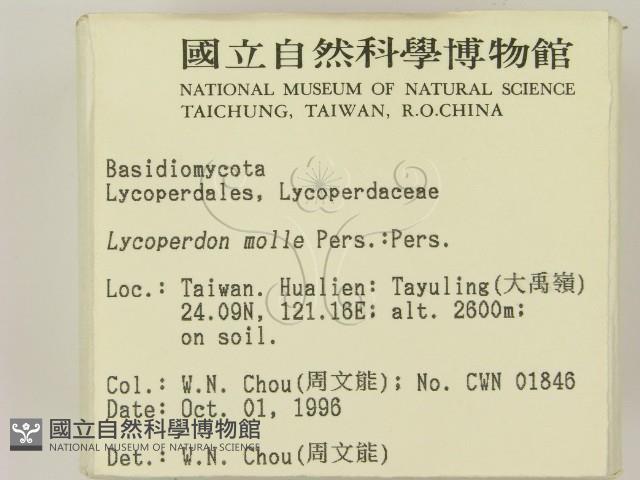 國立自然科學博物館
NATIONAL MUSEUM OF NATURAL SCIENCE
TAICHUNG, TAIWAN, R.O.CHINA
Basidiomycota
Lycoperdales, Lycoperdaceae
Lycoperdon molle Pers.:Pers.
Loc.: Taiwan. Hualien: Tayuling(大禹嶺)
24.09N, 121.16E; alt. 2600m;
on soil.
Col.: W.N. Chou(周文能); No. CWN 01846
Date: Oct. 01, 1996
國立自然科學博物館
NATIONAL MUSEUM OF NATURAL SCIENCE
Det.: W.N. Chou(周文能)